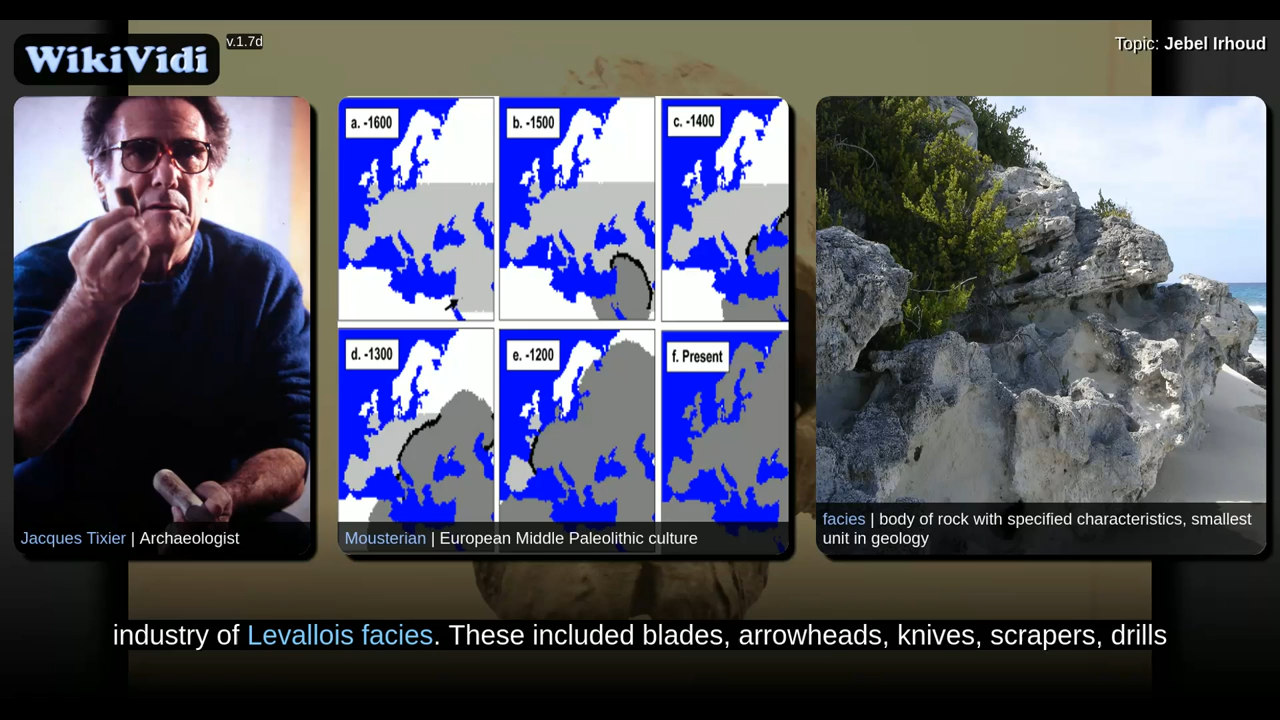 WikiVidi
v.1.7d
Topic: Jebel Irhoud
a. -1600
b. -1500
c. -1400
d. -1300
e. -1200
f. Present
Jacques Tixier | Archaeologist
Mousterian | European Middle Paleolithic culture
facies | body of rock with specified characteristics, smallest
unit in geology
industry of Levallois facies. These included blades, arrowheads, knives, scrapers, drills